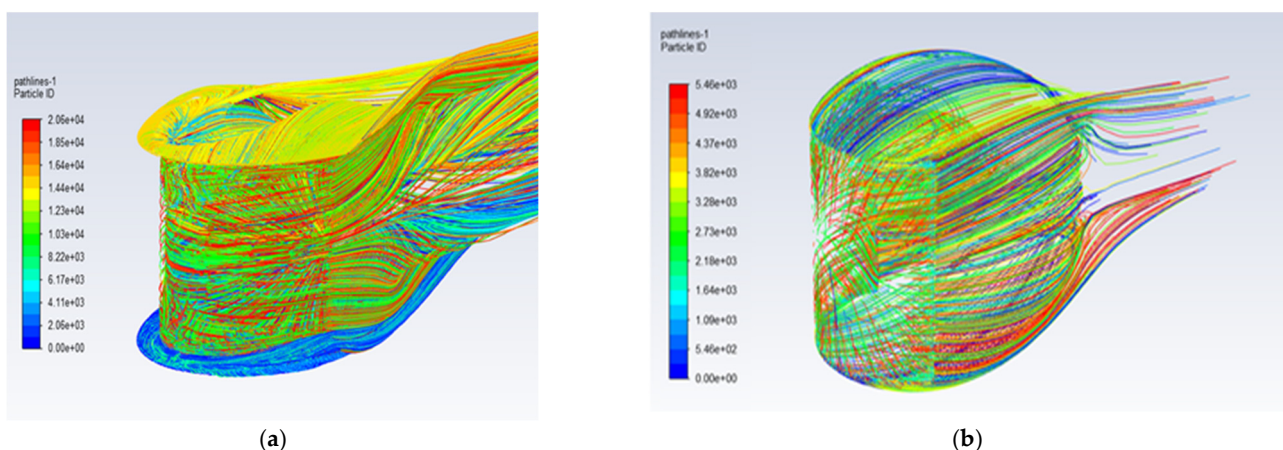 pathlines-1
Particle ID
2.06e+04
1.85e+04
1.64e+04
1.44e+04
1.23e+04
1.03e+04
8.22e+03
6.17e+03
4.11e+03
2.06e+03
0.00e+00
(a)
pathlines-1
Particle ID
5.46e+03
4.92e+03
4.37e+03
3.82e+03
3.28e+03
2.73e+03
2.18e+03
1.64e+03
1.09e+03
5.46e+02
0.00e+00
(b)